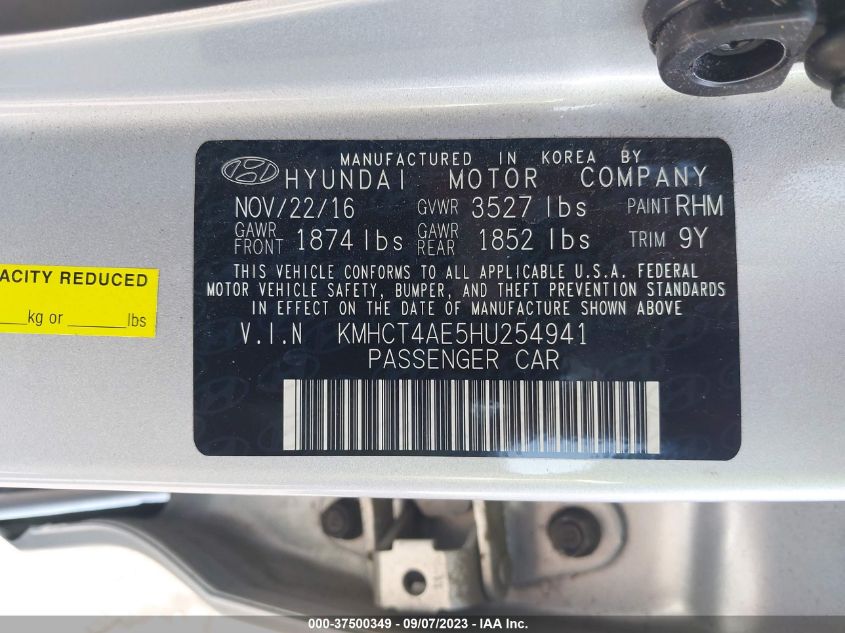 MANUFACTURED IN KOREA BY
HYUNDAI MOTOR COMPANY
NOV/22/16 GVWR 3527 lbs PAINT RHM
GAWR FRONT 1874 lbs GAWR REAR 1852 lbs TRIM 9Y
THIS VEHICLE CONFORMS TO ALL APPLICABLE U.S.A. FEDERAL
MOTOR VEHICLE SAFETY, BUMPER, AND THEFT PREVENTION STANDARDS
IN EFFECT ON THE DATE OF MANUFACTURE SHOWN ABOVE
V.I.N KMHCT4AE5HU254941
PASSENGER CAR
ACITY REDUCED
____kg or ________lbs
000-37500349 - 09/07/2023 - IAA Inc.